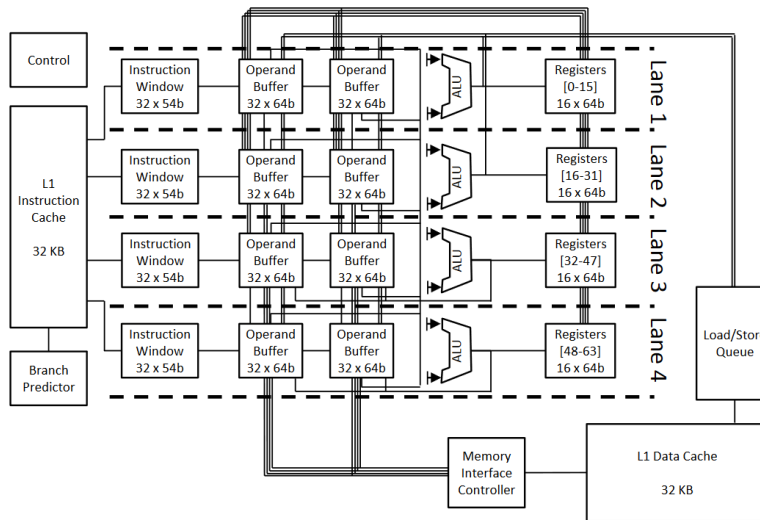 Control
L1
Instruction
Cache
32 KB
Branch
Predictor
Instruction
Window
32 x 54b
Operand
Buffer
32 x 64b
Operand
Buffer
32 x 64b
ALU
Registers
[0-15]
16 x 64b
Lane 1
Instruction
Window
32 x 54b
Operand
Buffer
32 x 64b
Operand
Buffer
32 x 64b
ALU
Registers
[16-31]
16 x 64b
Lane 2
Instruction
Window
32 x 54b
Operand
Buffer
32 x 64b
Operand
Buffer
32 x 64b
ALU
Registers
[32-47]
16 x 64b
Lane 3
Instruction
Window
32 x 54b
Operand
Buffer
32 x 64b
Operand
Buffer
32 x 64b
ALU
Registers
[48-63]
16 x 64b
Lane 4
Load/Store
Queue
Memory
Interface
Controller
L1 Data Cache
32 KB